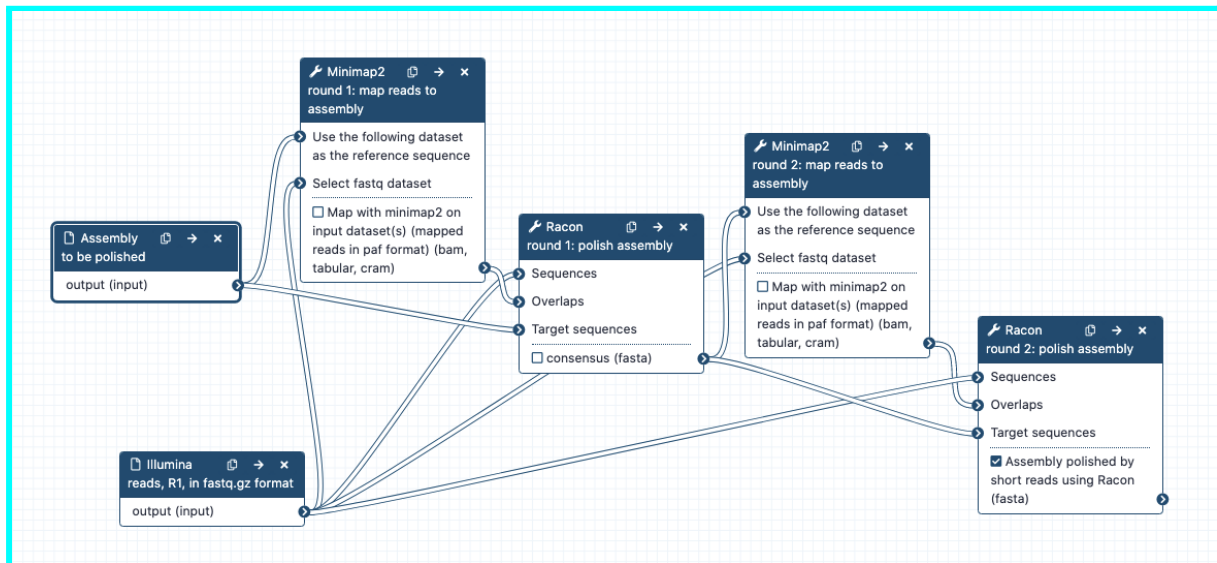 Minimap2
round 1: map reads to
assembly
Use the following dataset
as the reference sequence
Select fastq dataset
Map with minimap2 on
input dataset(s) (mapped
reads in paf format) (bam,
tabular, cram)
Assembly
to be polished
output (input)
Illumina
reads, R1, in fastq.gz format
output (input)
Racon
round 1: polish assembly
Sequences
Overlaps
Target sequences
consensus (fasta)
Minimap2
round 2: map reads to
assembly
Use the following dataset
as the reference sequence
Select fastq dataset
Map with minimap2 on
input dataset(s) (mapped
reads in paf format) (bam,
tabular, cram)
Racon
round 2: polish assembly
Sequences
Overlaps
Target sequences
Assembly polished by
short reads using Racon
(fasta)